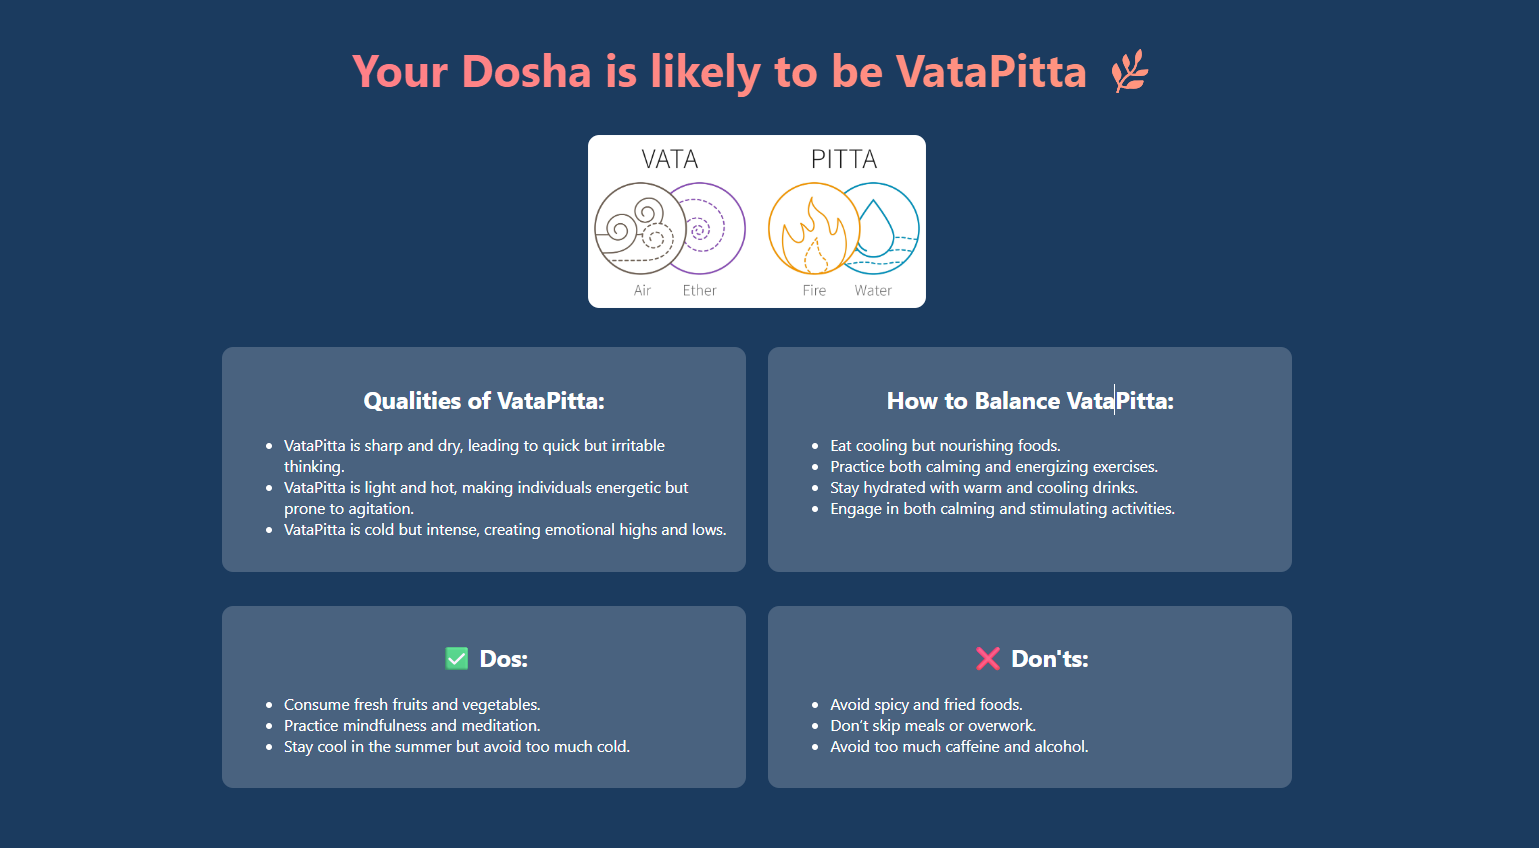 Your Dosha is likely to be VataPitta
VATA PITTA
Air Ether Fire Water
Qualities of VataPitta:
VataPitta is sharp and dry, leading to quick but irritable
thinking.
VataPitta is light and hot, making individuals energetic but
prone to agitation.
VataPitta is cold but intense, creating emotional highs and lows.
How to Balance VataPitta:
Eat cooling but nourishing foods.
Practice both calming and energizing exercises.
Stay hydrated with warm and cooling drinks.
Engage in both calming and stimulating activities.
✅ Dos:
Consume fresh fruits and vegetables.
Practice mindfulness and meditation.
Stay cool in the summer but avoid too much cold.
❌ Don'ts:
Avoid spicy and fried foods.
Don’t skip meals or overwork.
Avoid too much caffeine and alcohol.